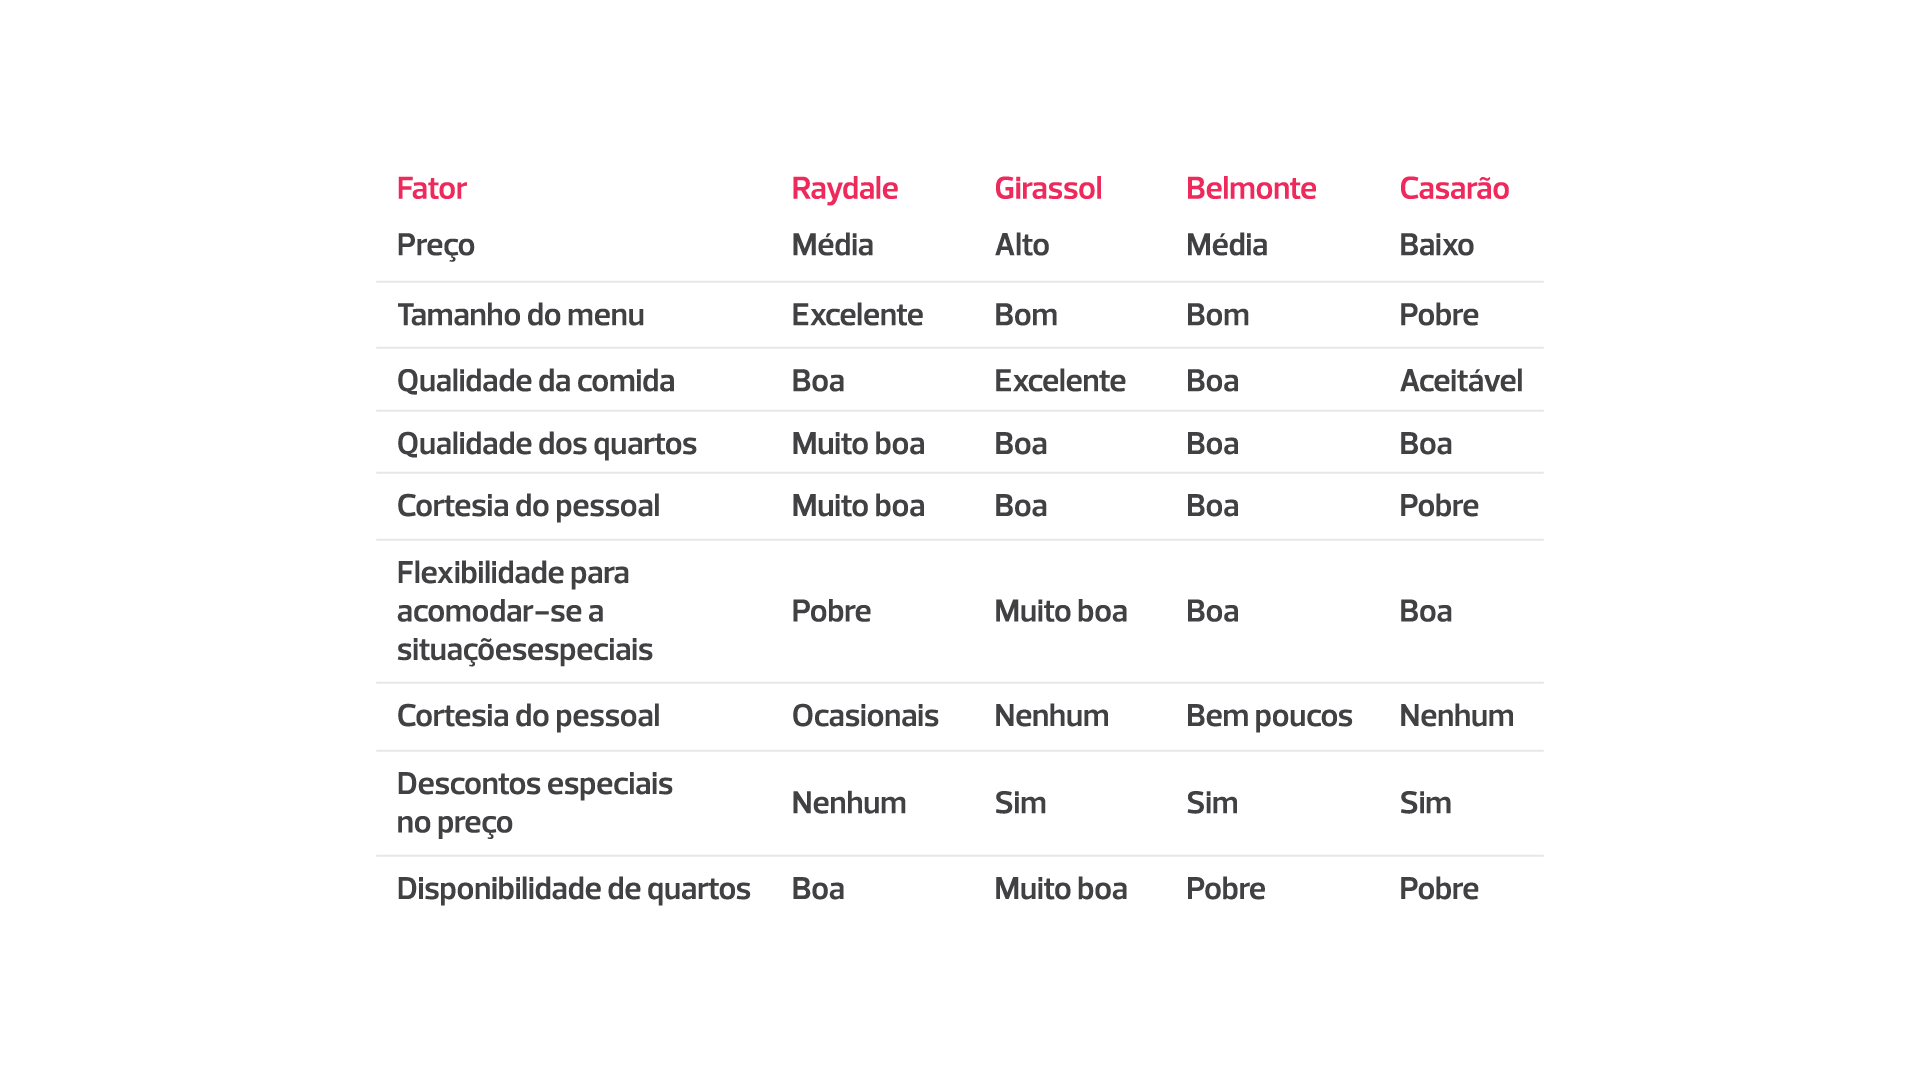 Fator Raydale Girassol Belmonte Casarão
Preço Média Alto Média Baixo
Tamanho do menu Excelente Bom Bom Pobre
Qualidade da comida Boa Excelente Boa Aceitável
Qualidade dos quartos Muito boa Boa Boa Boa
Cortesia do pessoal Muito boa Boa Boa Pobre
Flexibilidade para
acomodar-se a
situaçõesespeciais
Pobre Muito boa Boa Boa
Cortesia do pessoal Ocasionais Nenhum Bem poucos Nenhum
Descontos especiais
no preço
Nenhum Sim Sim Sim
Disponibilidade de quartos Boa Muito boa Pobre Pobre